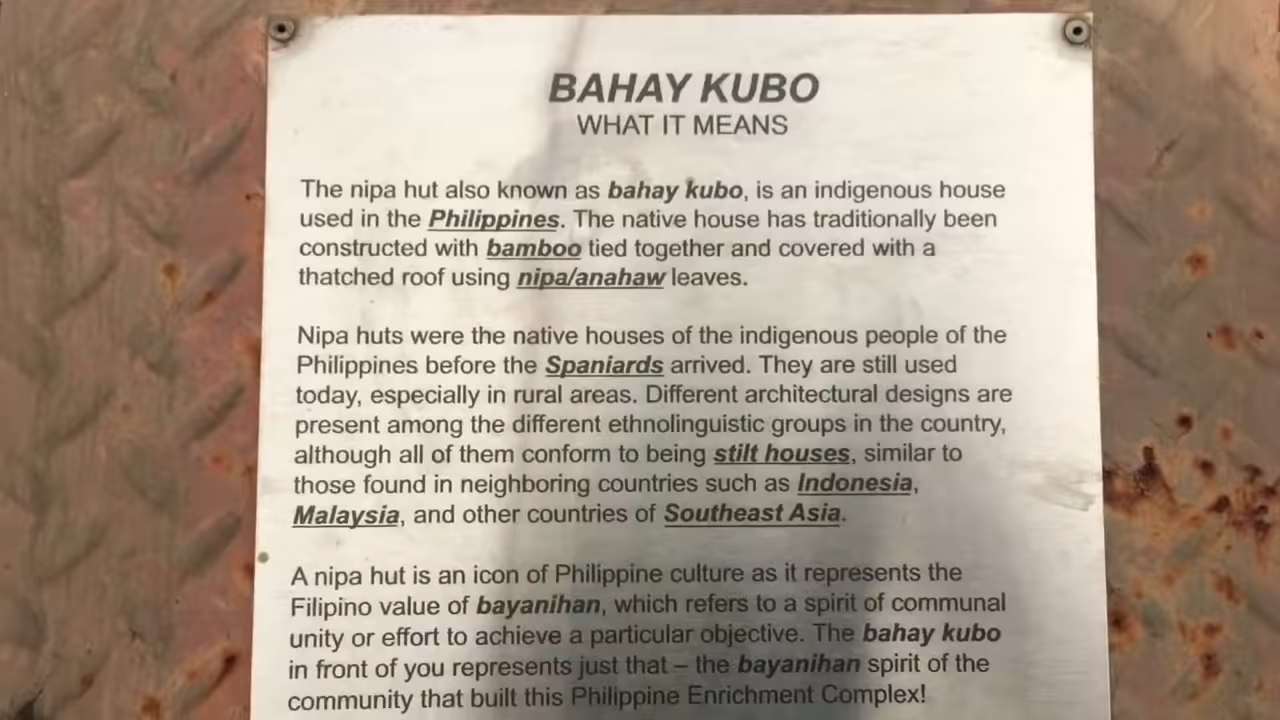 BAHAY KUBO
WHAT IT MEANS
The nipa hut also known as bahay kubo, is an indigenous house
used in the Philippines. The native house has traditionally been
constructed with bamboo tied together and covered with a
thatched roof using nipa/anahaw leaves.
Nipa huts were the native houses of the indigenous people of the
Philippines before the Spaniards arrived. They are still used
today, especially in rural areas. Different architectural designs are
present among the different ethnolinguistic groups in the country,
although all of them conform to being stilt houses, similar to
those found in neighboring countries such as Indonesia,
Malaysia, and other countries of Southeast Asia.
A nipa hut is an icon of Philippine culture as it represents the
Filipino value of bayanihan, which refers to a spirit of communal
unity or effort to achieve a particular objective. The bahay kubo
in front of you represents just that – the bayanihan spirit of the
community that built this Philippine Enrichment Complex!